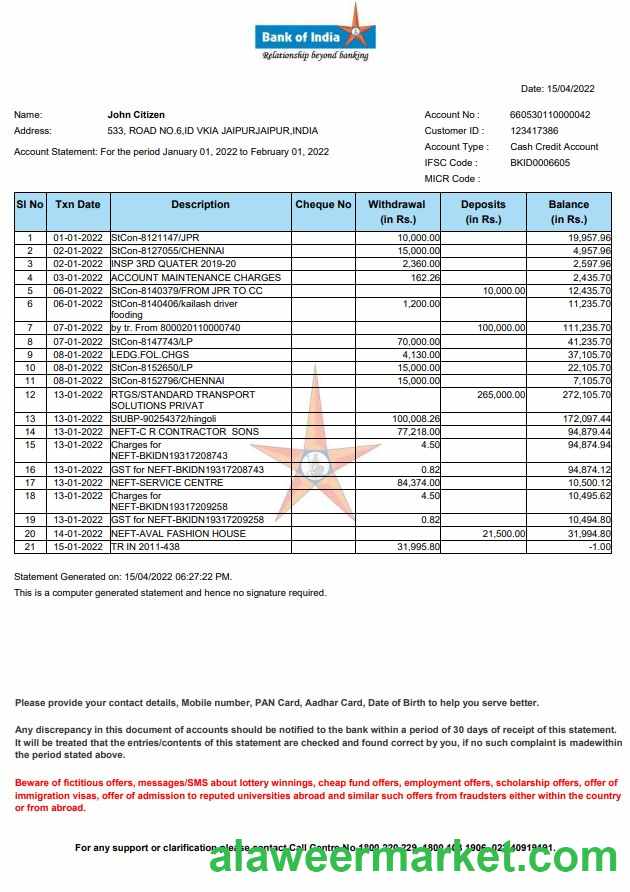 Bank of India
Relationship beyond banking
Date: 15/04/2022
Name: John Citizen Account No : 660530110000042
Address: 533, ROAD NO.6,ID VKIA JAIPURJAIPUR,INDIA Customer ID : 123417386
Account Type : Cash Credit Account
Account Statement: For the period January 01, 2022 to February 01, 2022
IFSC Code : BKID0006605
MICR Code :
Sl No Txn Date Description Cheque No Withdrawal (in Rs.) Deposits (in Rs.) Balance (in Rs.)
1 01-01-2022 StCon-8121147/JPR 10,000.00 19,957.96
2 02-01-2022 StCon-8127055/CHENNAI 15,000.00 4,957.96
3 02-01-2022 INSP 3RD QUATER 2019-20 2,360.00 2,597.96
4 03-01-2022 ACCOUNT MAINTENANCE CHARGES 162.26 2,435.70
5 06-01-2022 StCon-8140379/FROM JPR TO CC 10,000.00 12,435.70
6 06-01-2022 StCon-8140406/kailash driver 1,200.00 11,235.70
fooding
7 07-01-2022 by tr. From 800020110000740 100,000.00 111,235.70
8 07-01-2022 StCon-8147743/LP 70,000.00 41,235.70
9 08-01-2022 LEDG.FOL.CHGS 4,130.00 37,105.70
10 08-01-2022 StCon-8152650/LP 15,000.00 22,105.70
11 08-01-2022 StCon-8152796/CHENNAI 15,000.00 7,105.70
12 13-01-2022 RTGS/STANDARD TRANSPORT 265,000.00 272,105.70
SOLUTIONS PRIVAT
13 13-01-2022 StUBP-90254372/hingoli 100,008.26 172,097.44
14 13-01-2022 NEFT-C R CONTRACTOR SONS 77,218.00 94,879.44
15 13-01-2022 Charges for 4.50 94,874.94
NEFT-BKIDN19317208743
16 13-01-2022 GST for NEFT-BKIDN19317208743 0.82 94,874.12
17 13-01-2022 NEFT-SERVICE CENTRE 84,374.00 10,500.12
18 13-01-2022 Charges for 4.50 10,495.62
NEFT-BKIDN19317209258
19 13-01-2022 GST for NEFT-BKIDN19317209258 0.82 10,494.80
20 14-01-2022 NEFT-AVAL FASHION HOUSE 21,500.00 31,994.80
21 15-01-2022 TR IN 2011-438 31,995.80 -1.00
Statement Generated on: 15/04/2022 06:27:22 PM.
This is a computer generated statement and hence no signature required.
Please provide your contact details, Mobile number, PAN Card, Aadhar Card, Date of Birth to help you serve better.
Any discrepancy in this document of accounts should be notified to the bank within a period of 30 days of receipt of this statement.
It will be treated that the entries/contents of this statement are checked and found correct by you, if no such complaint is madewithin
the period stated above.
Beware of fictitious offers, messages/SMS about lottery winnings, cheap fund offers, employment offers, scholarship offers, offer of
immigration visas, offer of admission to reputed universities abroad and similar such offers from fraudsters either within the country
or from abroad.
For any support or clarification please contact Call Centre No 1800 220 229, 1800 1906,
alaweermarket.com